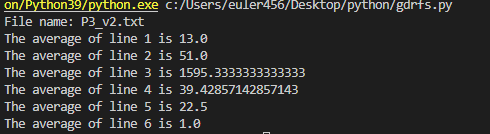 on/Python39/python.exe c:/Users/euler456/Desktop/python/gdrfs.py
File name: P3_v2.txt
The average of line 1 is 13.0
The average of line 2 is 51.0
The average of line 3 is 1595.3333333333333
The average of line 4 is 39.42857142857143
The average of line 5 is 22.5
The average of line 6 is 1.0